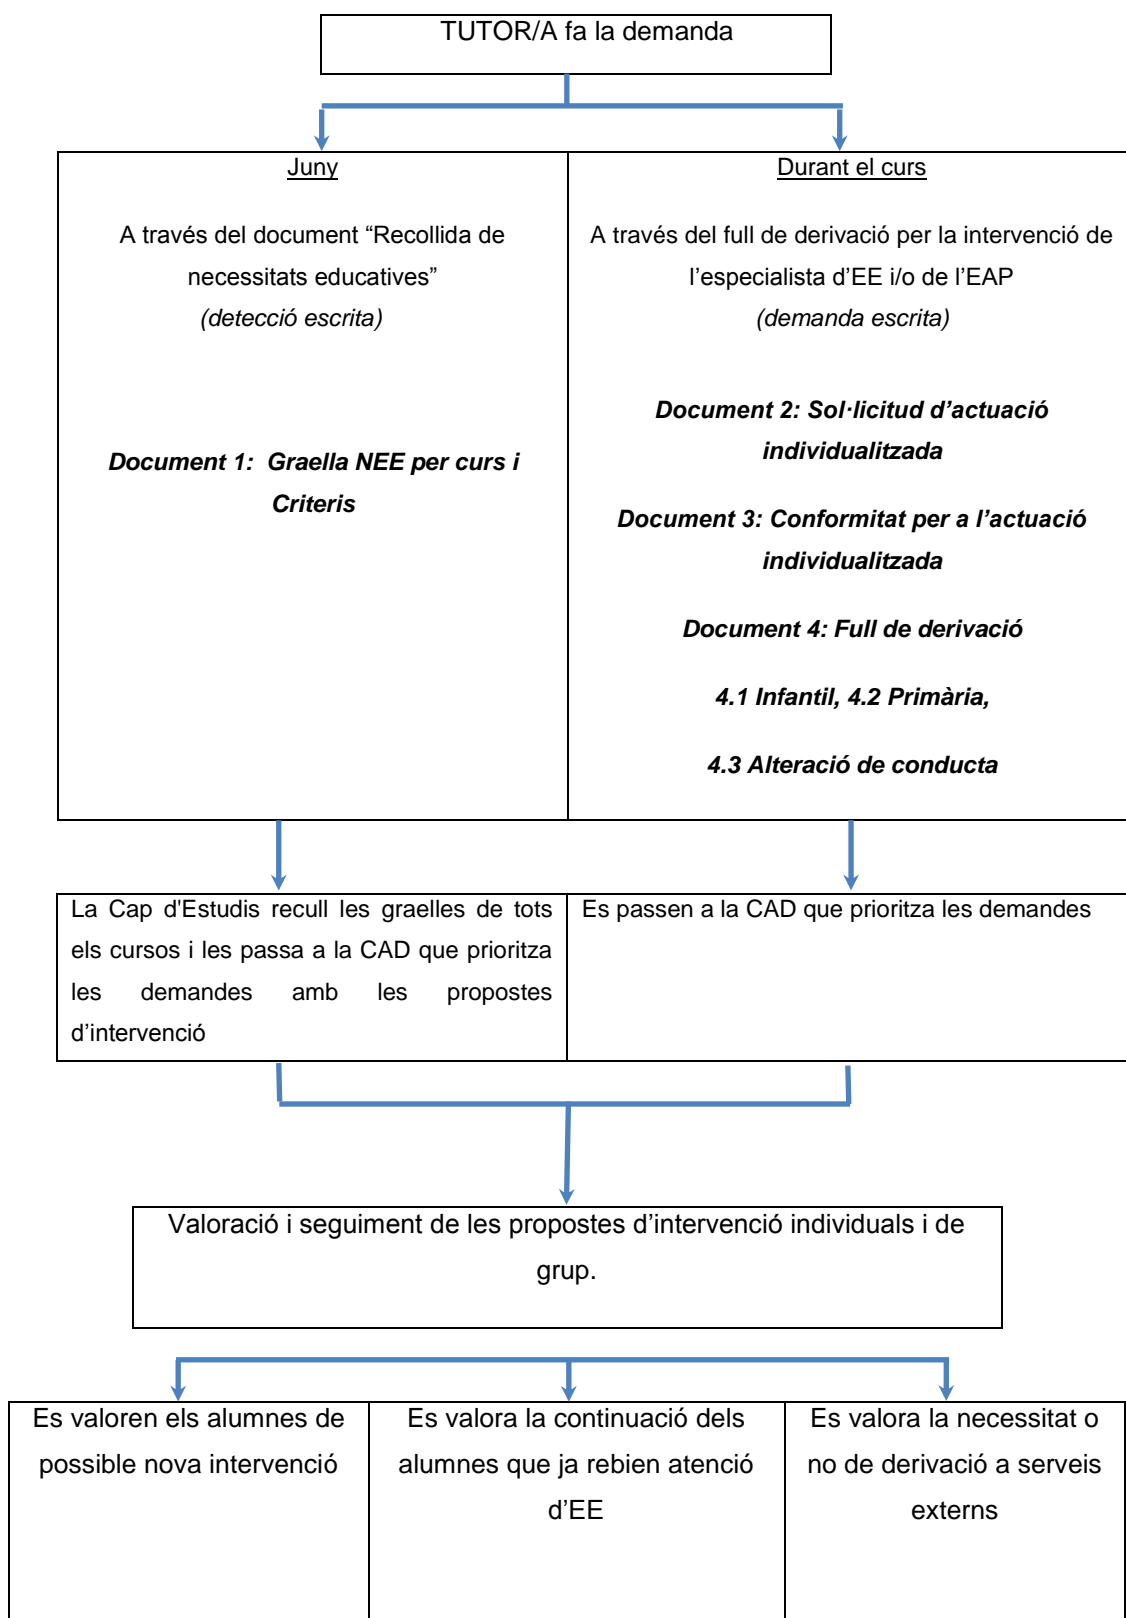 TUTOR/A fa la demanda
Juny
A través del document “Recollida de
necessitats educatives”
(detecció escrita)
Document 1:  Graella NEE per curs i
Criteris
Durant el curs
A través del full de derivació per la intervenció de
l’especialista d’EE i/o de l’EAP
(demanda escrita)
Document 2: Sol·licitud d’actuació
individualitzada
Document 3: Conformitat per a l’actuació
individualitzada
Document 4: Full de derivació
4.1 Infantil, 4.2 Primària,
4.3 Alteració de conducta
La Cap d'Estudis recull les graelles de tots
els cursos i les passa a la CAD que prioritza
les demandes amb les propostes
d’intervenció
Es passen a la CAD que prioritza les demandes
Valoració i seguiment de les propostes d’intervenció individuals i de
grup.
Es valoren els alumnes de
possible nova intervenció
Es valora la continuació dels
alumnes que ja rebien atenció
d’EE
Es valora la necessitat o
no de derivació a serveis
externs